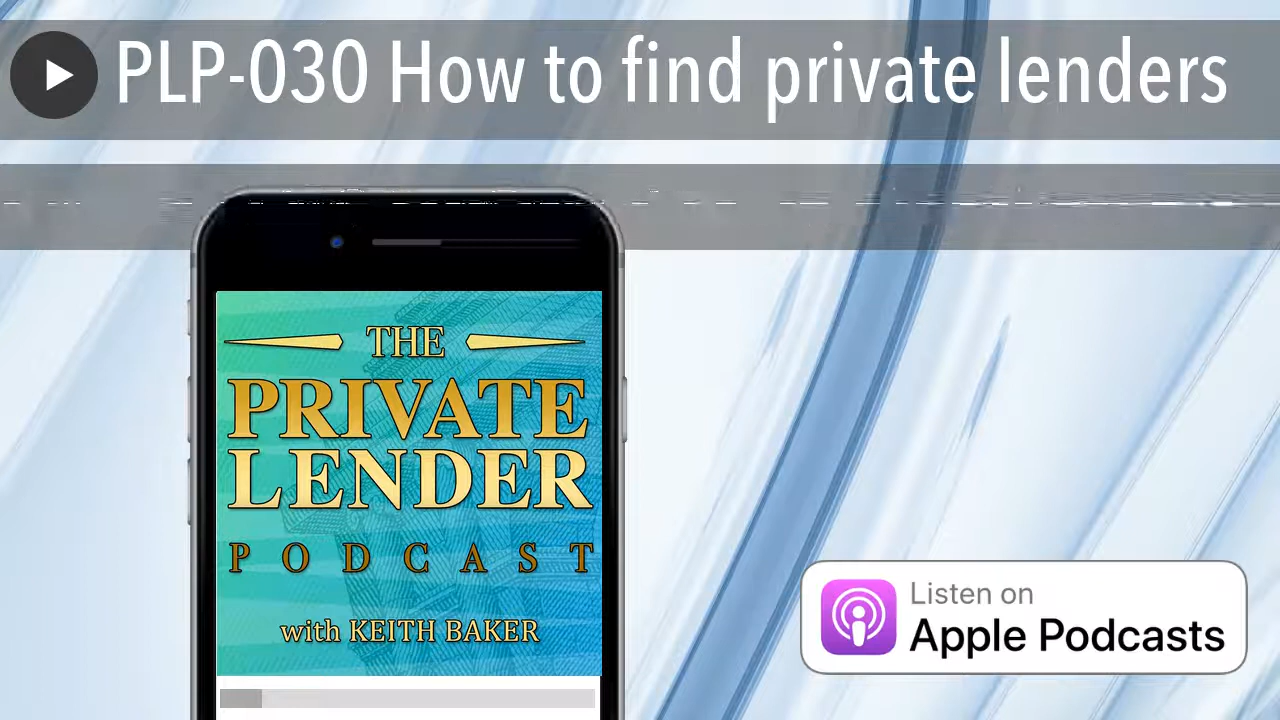 PLP-030 How to find private lenders
THE
PRIVATE
LENDER
PODCAST
with KEITH BAKER
Listen on
Apple Podcasts